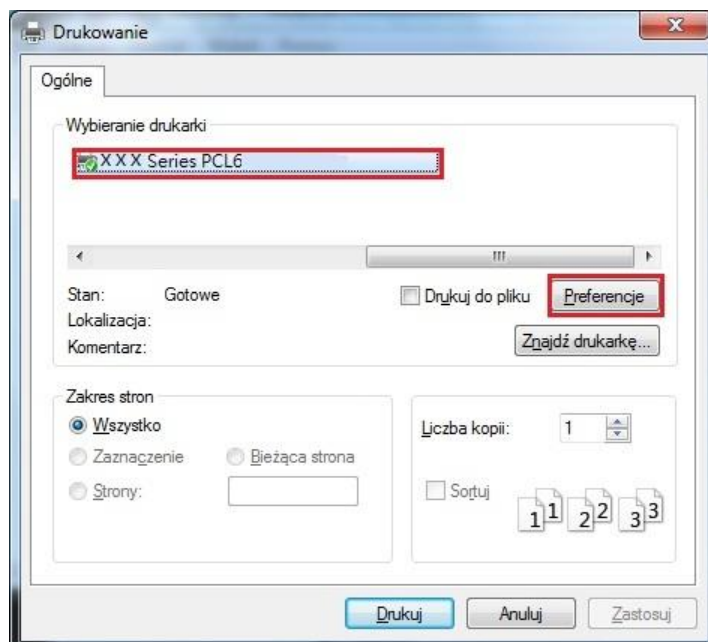 Drukowanie
Ogólne
Wybieranie drukarki
X X X Series PCL6
Stan: Gotowe
Drukuj do pliku
Preferencje
Lokalizacja:
Komentarz:
Znajdź drukarkę...
Zakres stron
Wszystko
Zaznaczenie
Bieżąca strona
Strony:
Liczba kopii: 1
Sortuj
1 1 2 2 3 3
Drukuj
Anuluj
Zastosuj